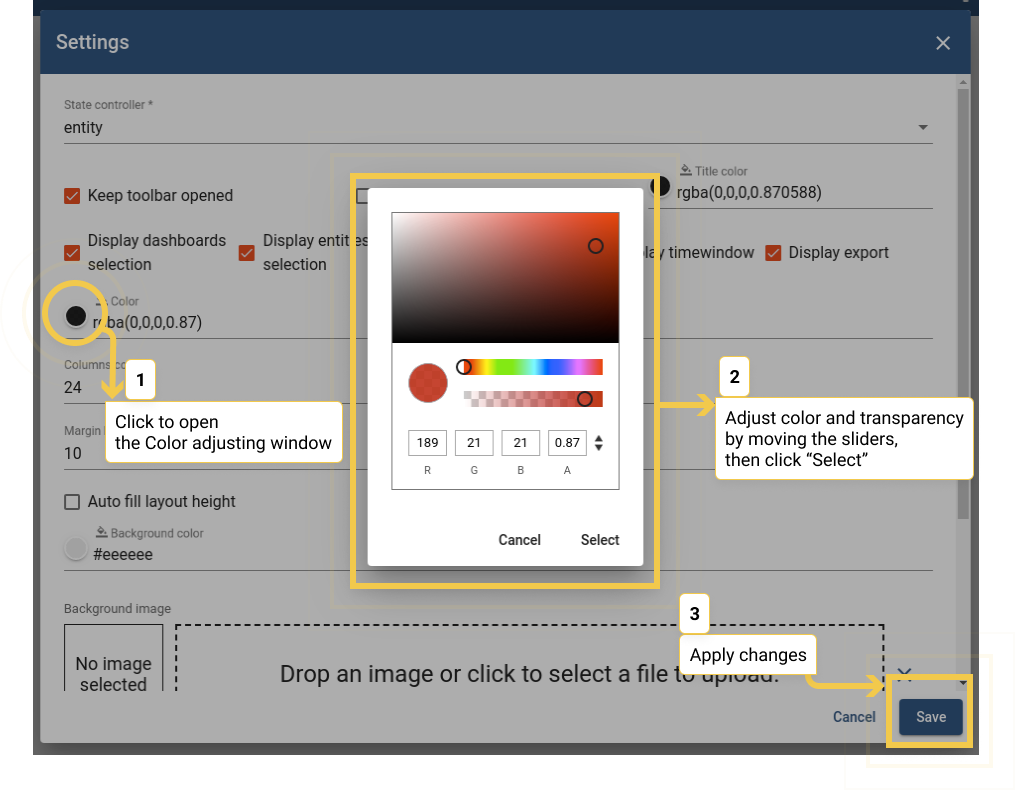 Settings
State controller *
entity
Keep toolbar opened
Title color
rgba(0,0,0,0.870588)
Display dashboards
selection
Display entities
selection
timewindow
Display export
Color
rgba(0,0,0,0.87)
Columns
24
1
Click to open
the Color adjusting window
Margin
10
189 21 21 0.87
R G B A
Cancel Select
2
Adjust color and transparency
by moving the sliders,
then click “Select”
Auto fill layout height
Background color
#eeeeee
Background image
No image
selected
Drop an image or click to select a file to upload.
3
Apply changes
Cancel Save